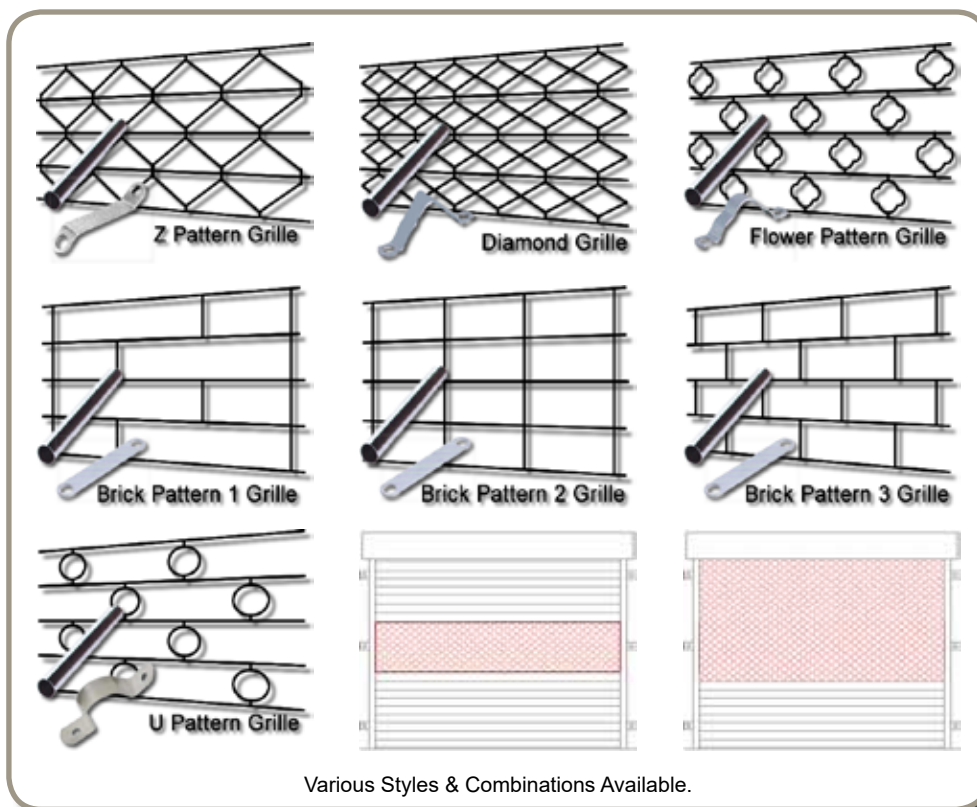 Z Pattern Grille
Diamond Grille
Flower Pattern Grille
Brick Pattern 1 Grille
Brick Pattern 2 Grille
Brick Pattern 3 Grille
U Pattern Grille
Various Styles & Combinations Available.